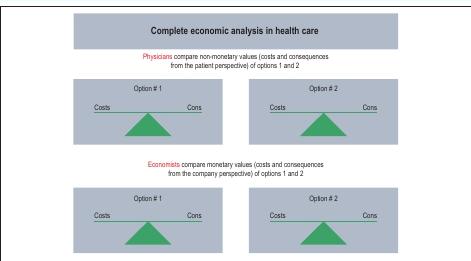 Complete economic analysis in health care
Physicians compare non-monetary values (costs and consequences
from the patient perspective) of options 1 and 2
Option # 1
Costs Cons
Option # 2
Costs Cons
Economists compare monetary values (costs and consequences
from the company perspective) of options 1 and 2
Option # 1
Costs Cons
Option # 2
Costs Cons